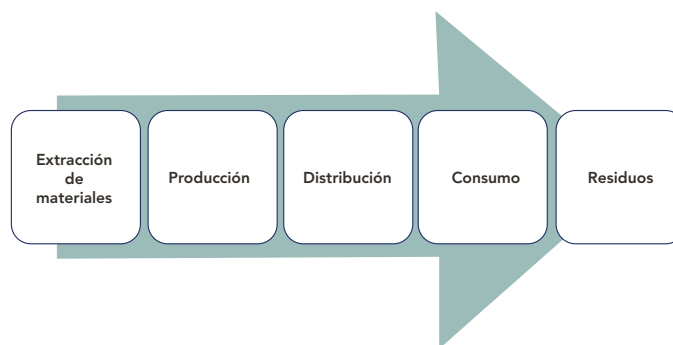 Extracción
de
materiales
Producción
Distribución
Consumo
Residuos